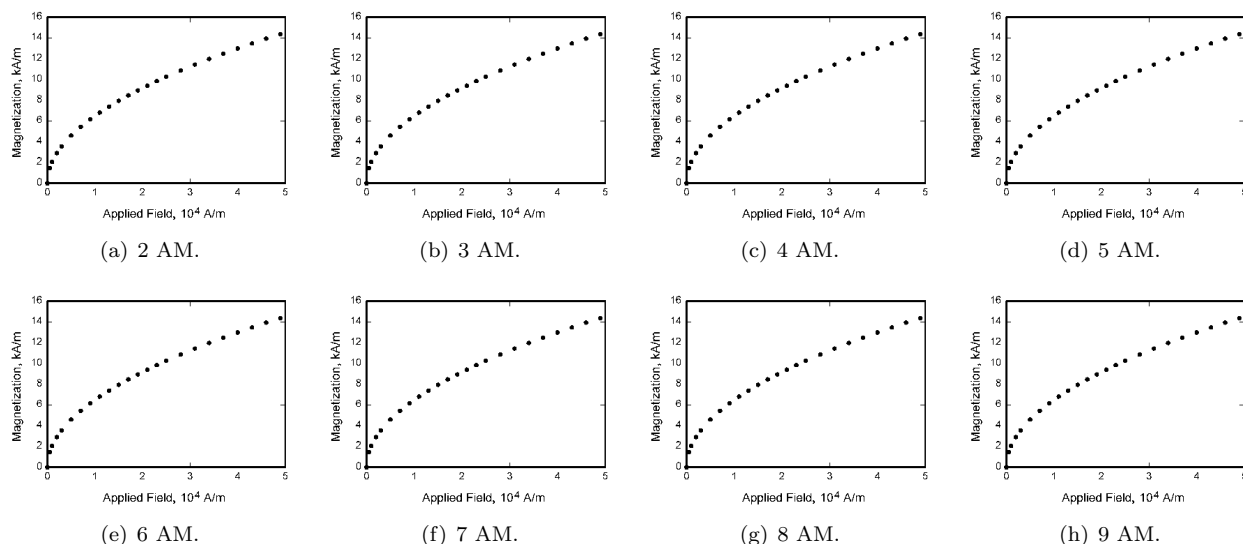 16
14
12
10
8
6
4
2
0
Magnetization, kA/m
0 1 2 3 4 5
Applied Field, 10⁴ A/m
(a) 2 AM.
16
14
12
10
8
6
4
2
0
Magnetization, kA/m
0 1 2 3 4 5
Applied Field, 10⁴ A/m
(b) 3 AM.
16
14
12
10
8
6
4
2
0
Magnetization, kA/m
0 1 2 3 4 5
Applied Field, 10⁴ A/m
(c) 4 AM.
16
14
12
10
8
6
4
2
0
Magnetization, kA/m
0 1 2 3 4 5
Applied Field, 10⁴ A/m
(d) 5 AM.
16
14
12
10
8
6
4
2
0
Magnetization, kA/m
0 1 2 3 4 5
Applied Field, 10⁴ A/m
(e) 6 AM.
16
14
12
10
8
6
4
2
0
Magnetization, kA/m
0 1 2 3 4 5
Applied Field, 10⁴ A/m
(f) 7 AM.
16
14
12
10
8
6
4
2
0
Magnetization, kA/m
0 1 2 3 4 5
Applied Field, 10⁴ A/m
(g) 8 AM.
16
14
12
10
8
6
4
2
0
Magnetization, kA/m
0 1 2 3 4 5
Applied Field, 10⁴ A/m
(h) 9 AM.